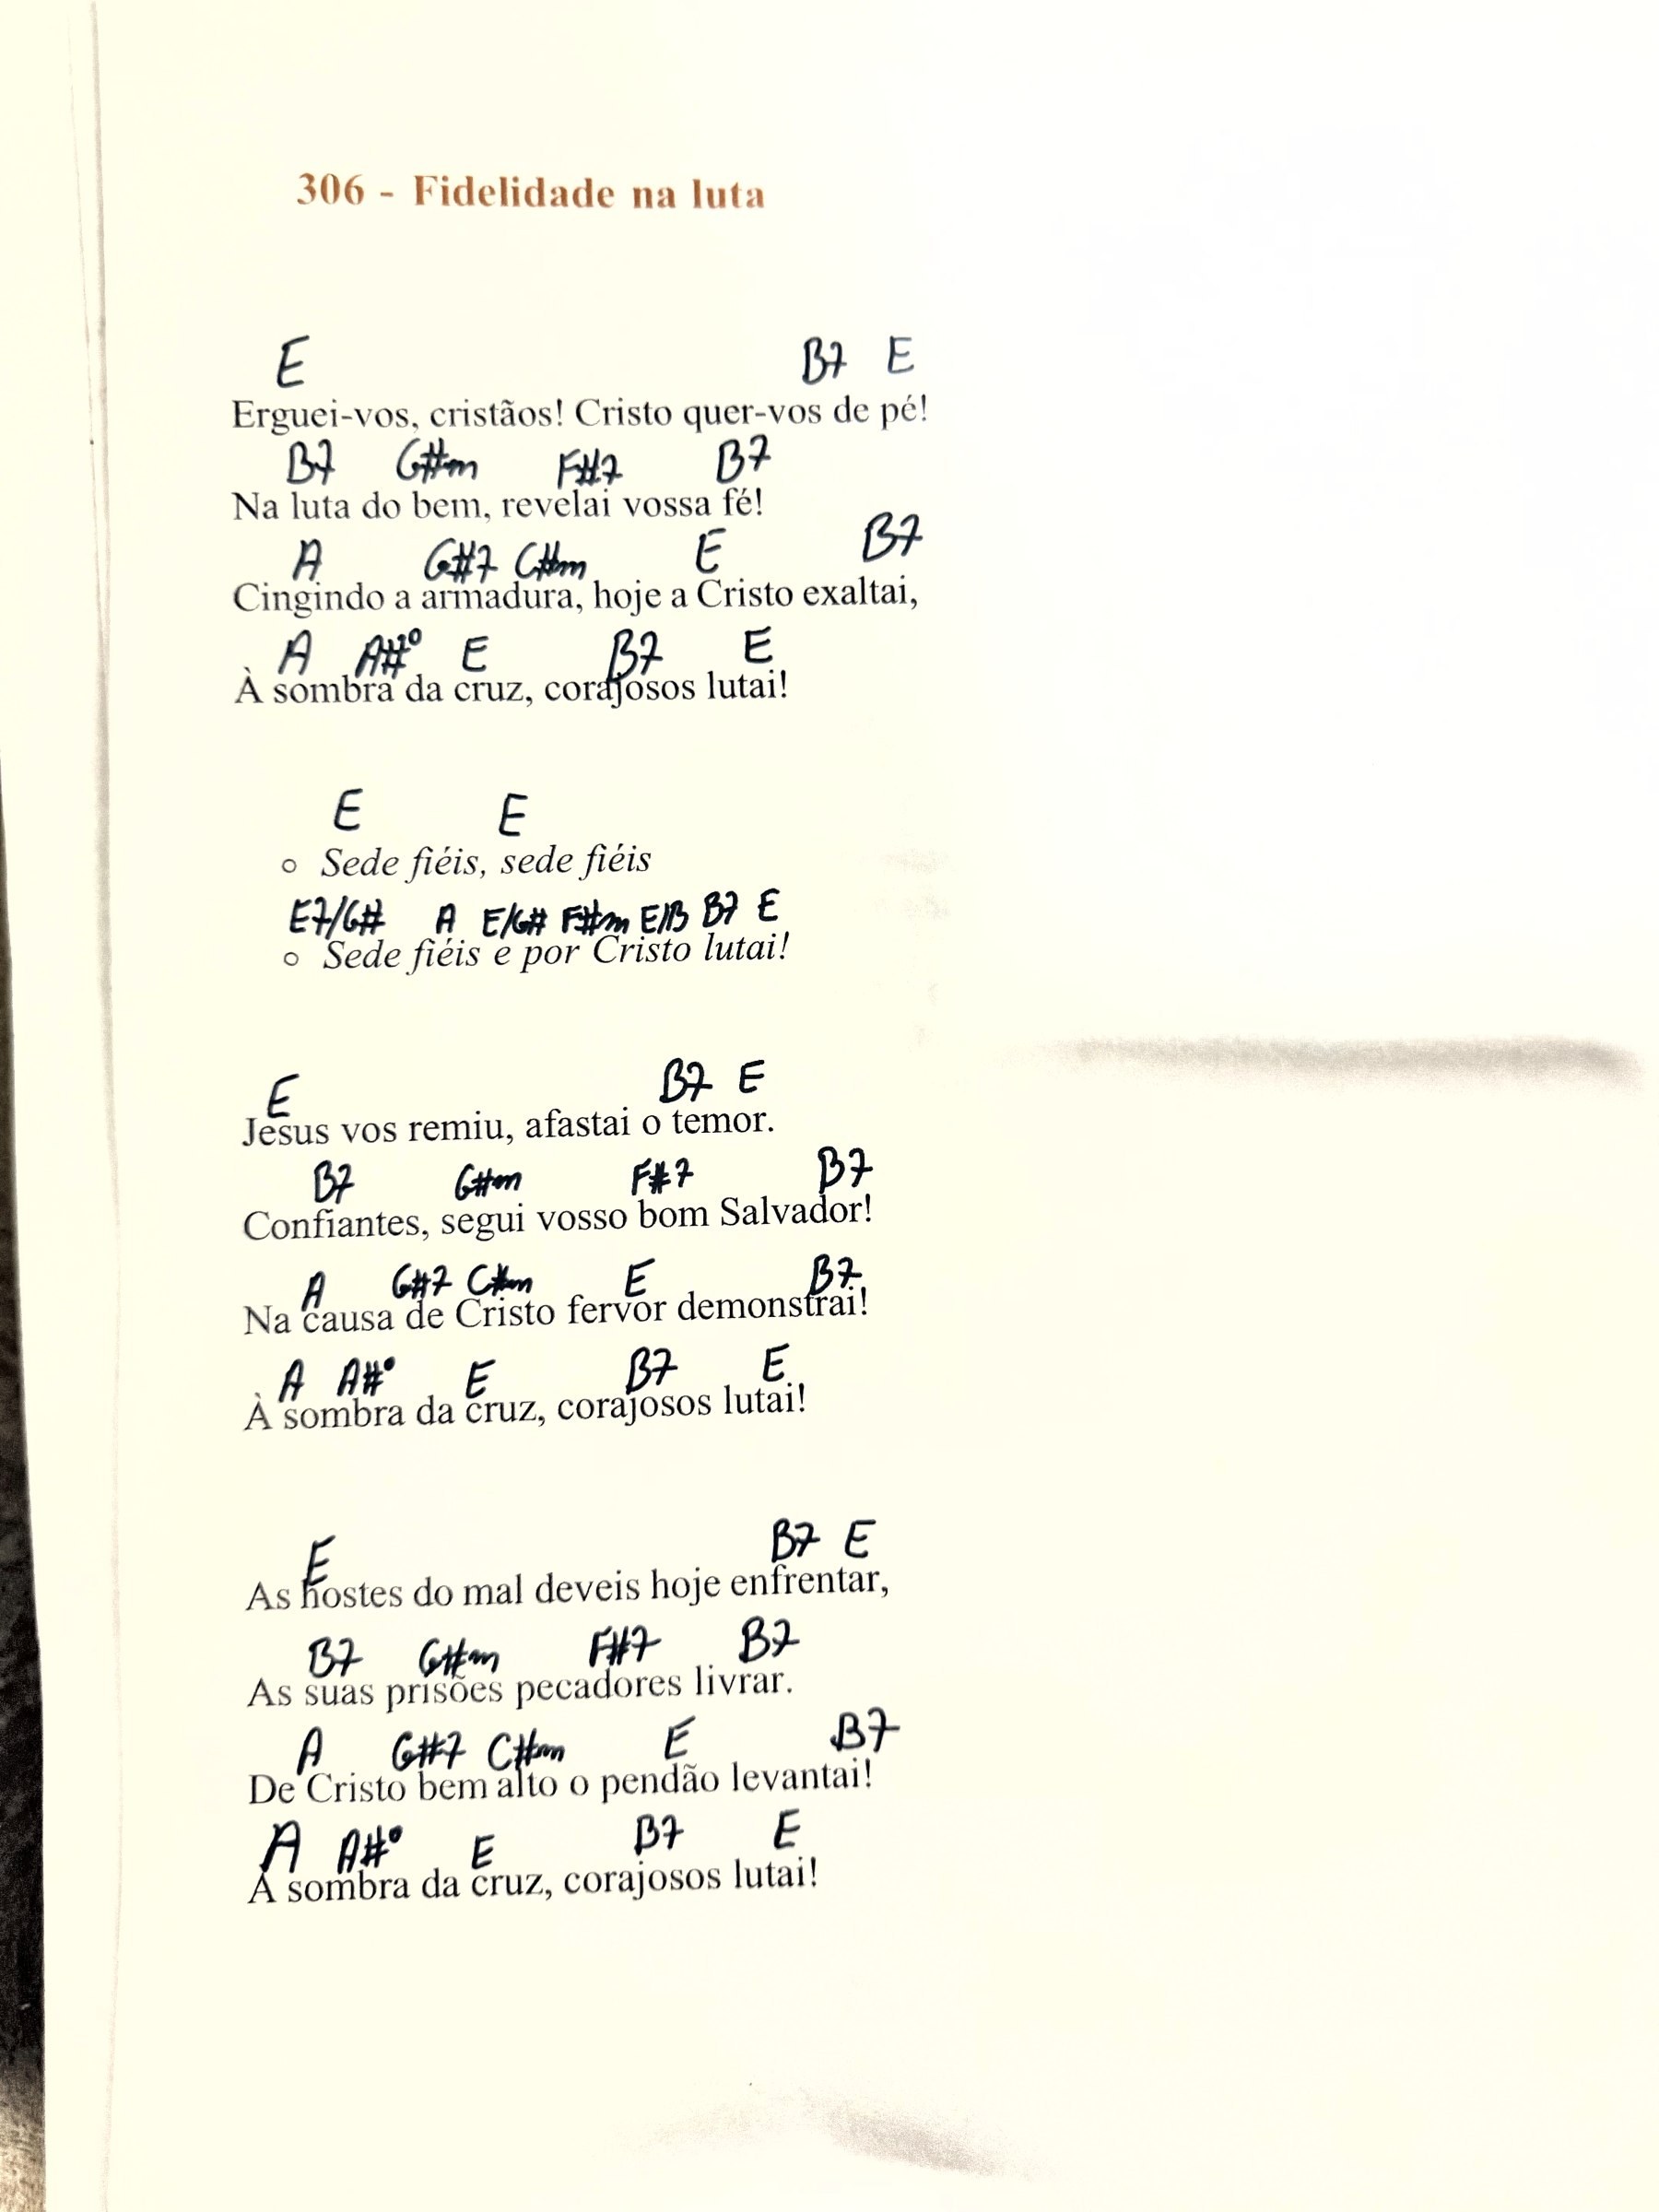 306 - Fidelidade na luta
E B7 E
Erguei-vos, cristãos! Cristo quer-vos de pé!
B7 G#m F#7 B7
Na luta do bem, revelai vossa fé!
A G#7 C#m E B7
Cingindo a armadura, hoje a Cristo exaltai,
A A#° E B7 E
À sombra da cruz, corajosos lutai!
E E
○ Sede fiéis, sede fiéis
E7/G# A E/G# F#m E/B B7 E
○ Sede fiéis e por Cristo lutai!
E B7 E
Jesus vos remiu, afastai o temor.
B7 G#m F#7 B7
Confiantes, segui vosso bom Salvador!
A G#7 C#m E B7
Na causa de Cristo fervor demonstrai!
A A#° E B7 E
À sombra da cruz, corajosos lutai!
E B7 E
As hostes do mal deveis hoje enfrentar,
B7 G#m F#7 B7
As suas prisões pecadores livrar.
A G#7 C#m E B7
De Cristo bem alto o pendão levantai!
A A#° E B7 E
À sombra da cruz, corajosos lutai!